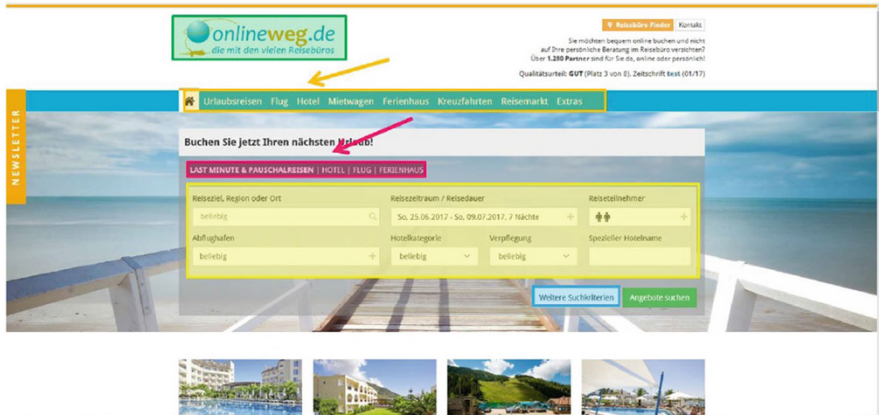 onlineweg.de
die mit den vielen Reisebüros
Reisebüro Finder Kontakt
Sie möchten bequem online buchen und nicht
auf Ihre persönliche Beratung im Reisebüro verzichten?
Über 1.280 Partner sind für Sie da, online oder persönlich!
Qualitätsurteil: GUT (Platz 3 von 8), Zeitschrift test (01/17)
Urlaubsreisen Flug Hotel Mietwagen Ferienhaus Kreuzfahrten Reisemarkt Extras
NEWSLETTER
Buchen Sie jetzt Ihren nächsten Urlaub!
LAST MINUTE & PAUSCHALREISEN | HOTEL | FLUG | FERIENHAUS
Reiseziel, Region oder Ort Reisezeitraum / Reisedauer Reiseteilnehmer
beliebig So, 25.06.2017 - So, 09.07.2017, 7 Nächte
Abflughafen Hotelkategorie Verpflegung Spezieller Hotelname
beliebig beliebig beliebig
Weitere Suchkriterien Angebote suchen